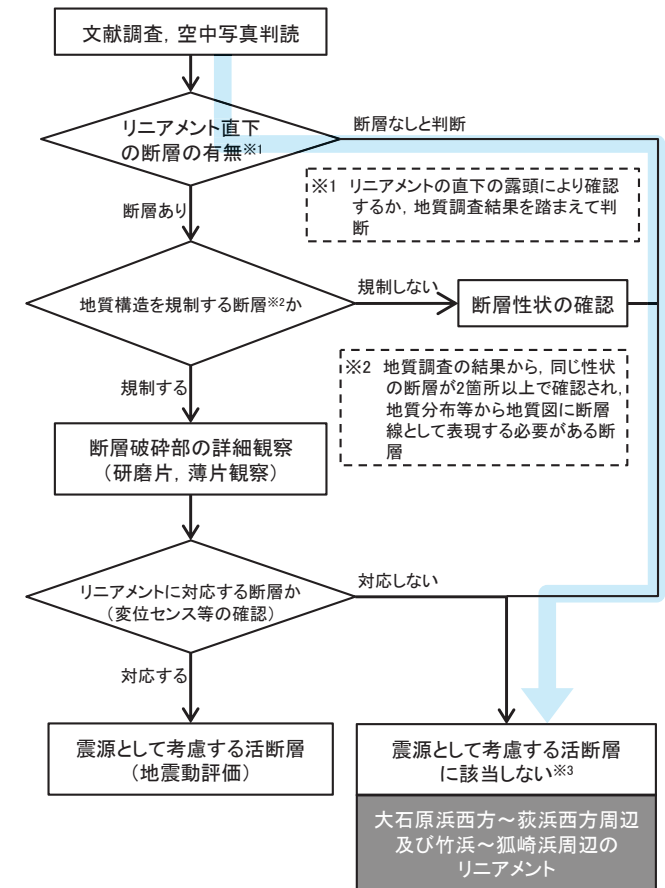 文献調査，空中写真判読
リニアメント直下
の断層の有無※1
断層なしと判断
※1 リニアメントの直下の露頭により確認
するか，地質調査結果を踏まえて判
断
断層あり
地質構造を規制する断層※2か
規制しない
断層性状の確認
※2 地質調査の結果から，同じ性状
の断層が2箇所以上で確認され，
地質分布等から地質図に断層
線として表現する必要がある断
層
規制する
断層破砕部の詳細観察
（研磨片，薄片観察）
リニアメントに対応する断層か
（変位センス等の確認）
対応しない
対応する
震源として考慮する活断層
（地震動評価）
震源として考慮する活断層
に該当しない※3
大石原浜西方～荻浜西方周辺
及び竹浜～狐崎浜周辺の
リニアメント